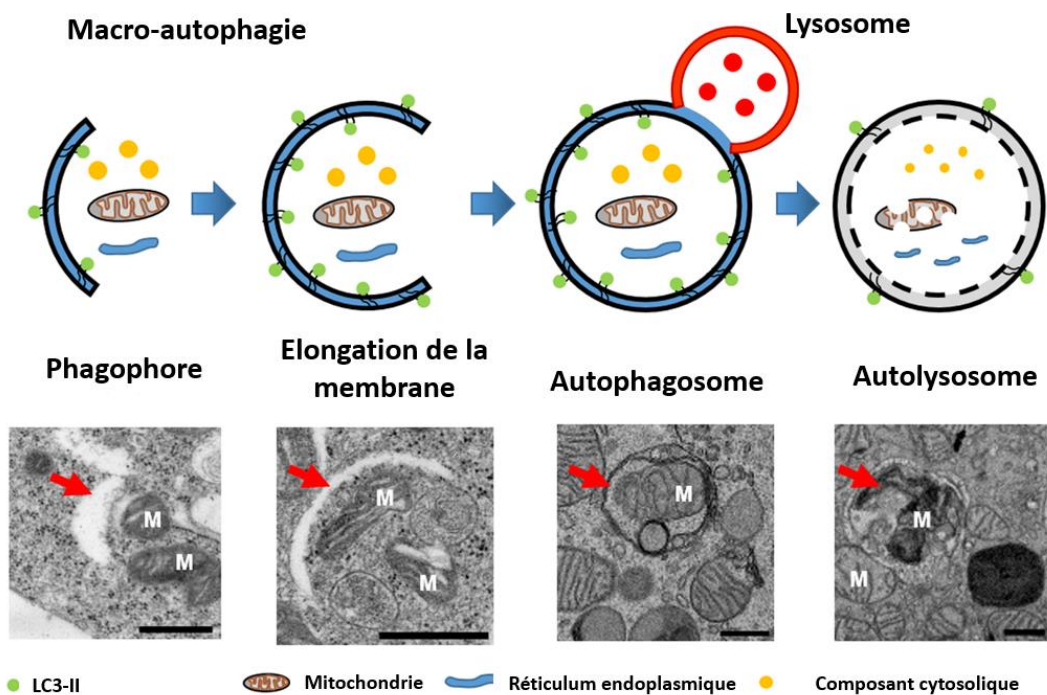 Macro-autophagie
Lysosome
Phagophore
Elongation de la
membrane
Autophagosome
Autolysosome
M
M
M
M
M
M
M
LC3-II
Mitochondrie
Réticulum endoplasmique
Composant cytosolique